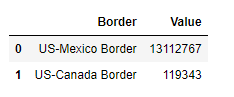 Border Value
0 US-Mexico Border 13112767
1 US-Canada Border 119343